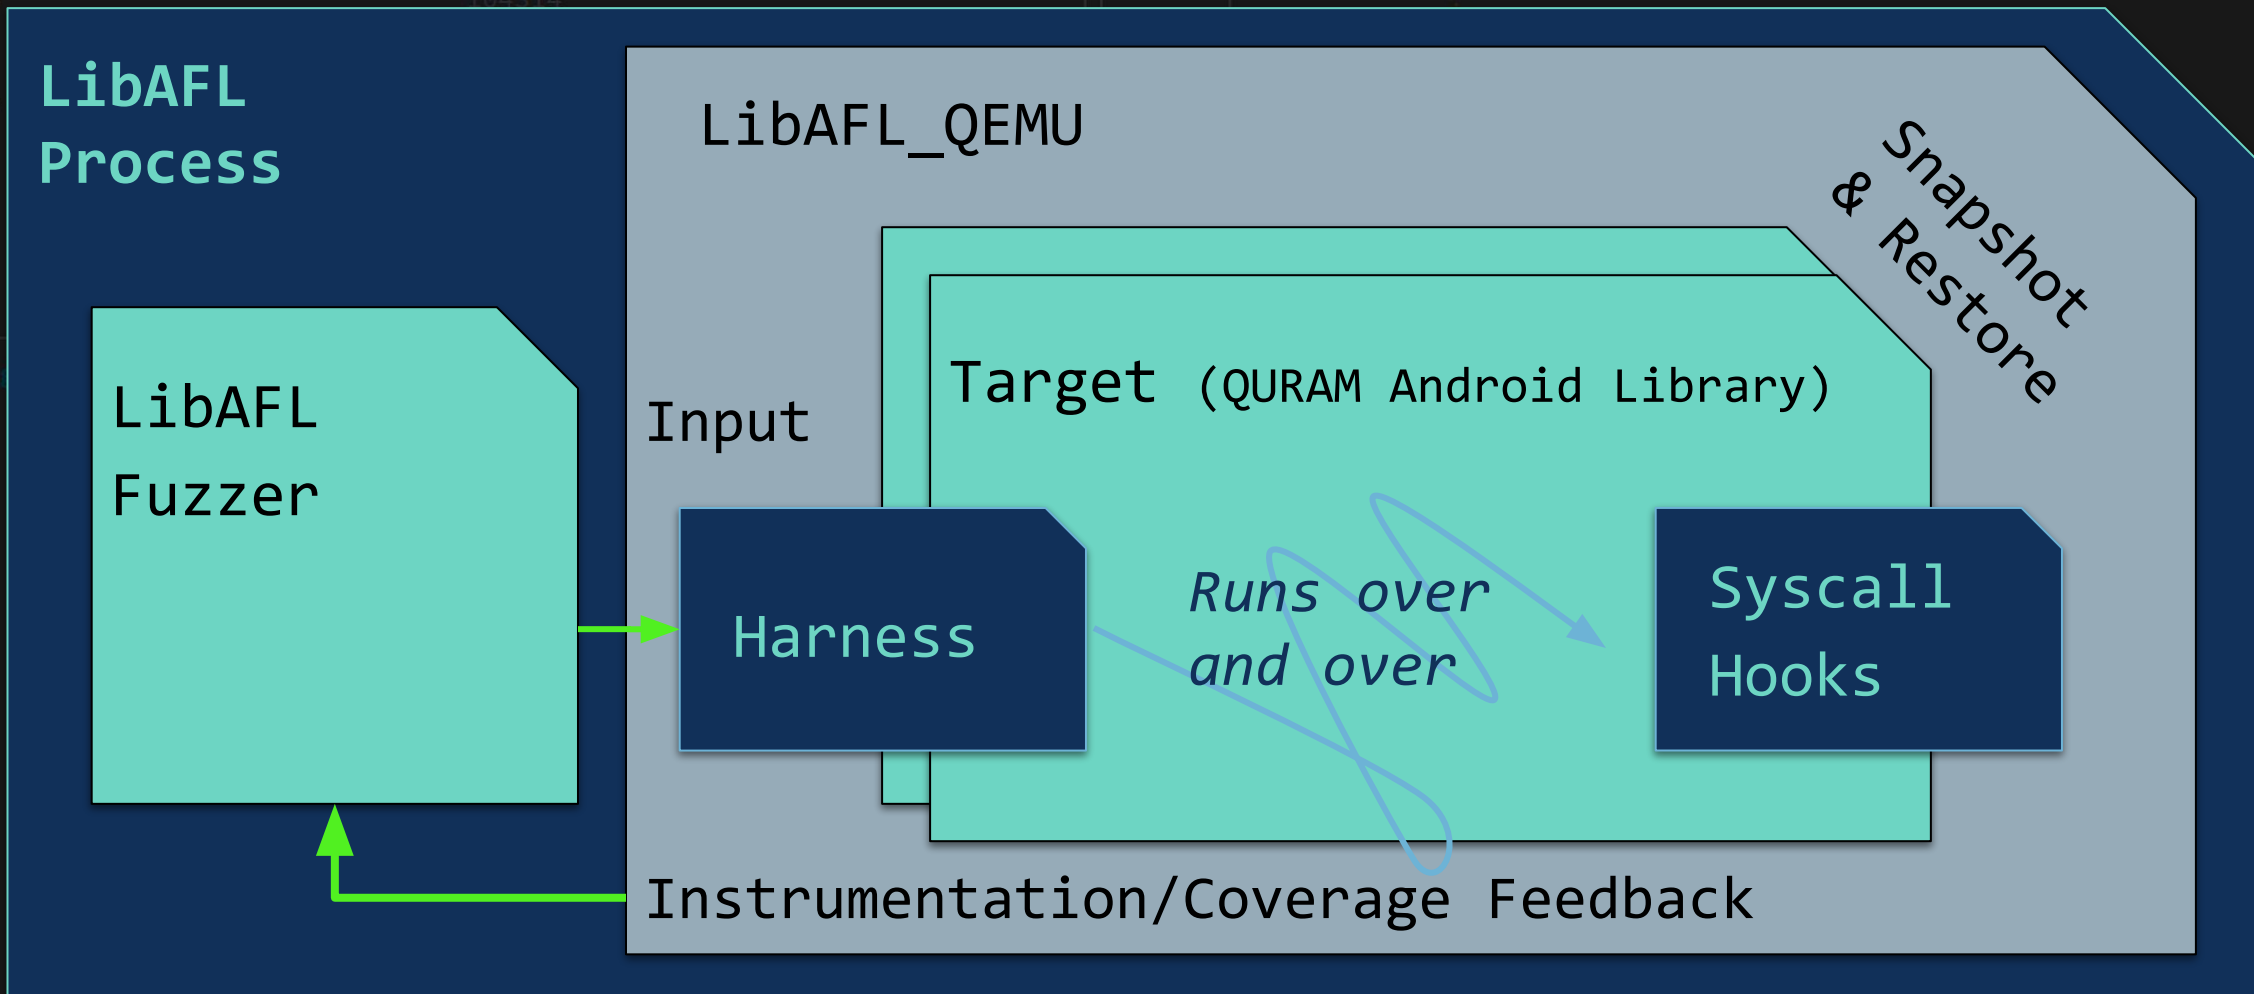 LibAFL
Process
LibAFL_QEMU
Snapshot
& Restore
LibAFL
Fuzzer
Input
Target (QURAM Android Library)
Harness
Runs over
and over
Syscall
Hooks
Instrumentation/Coverage Feedback